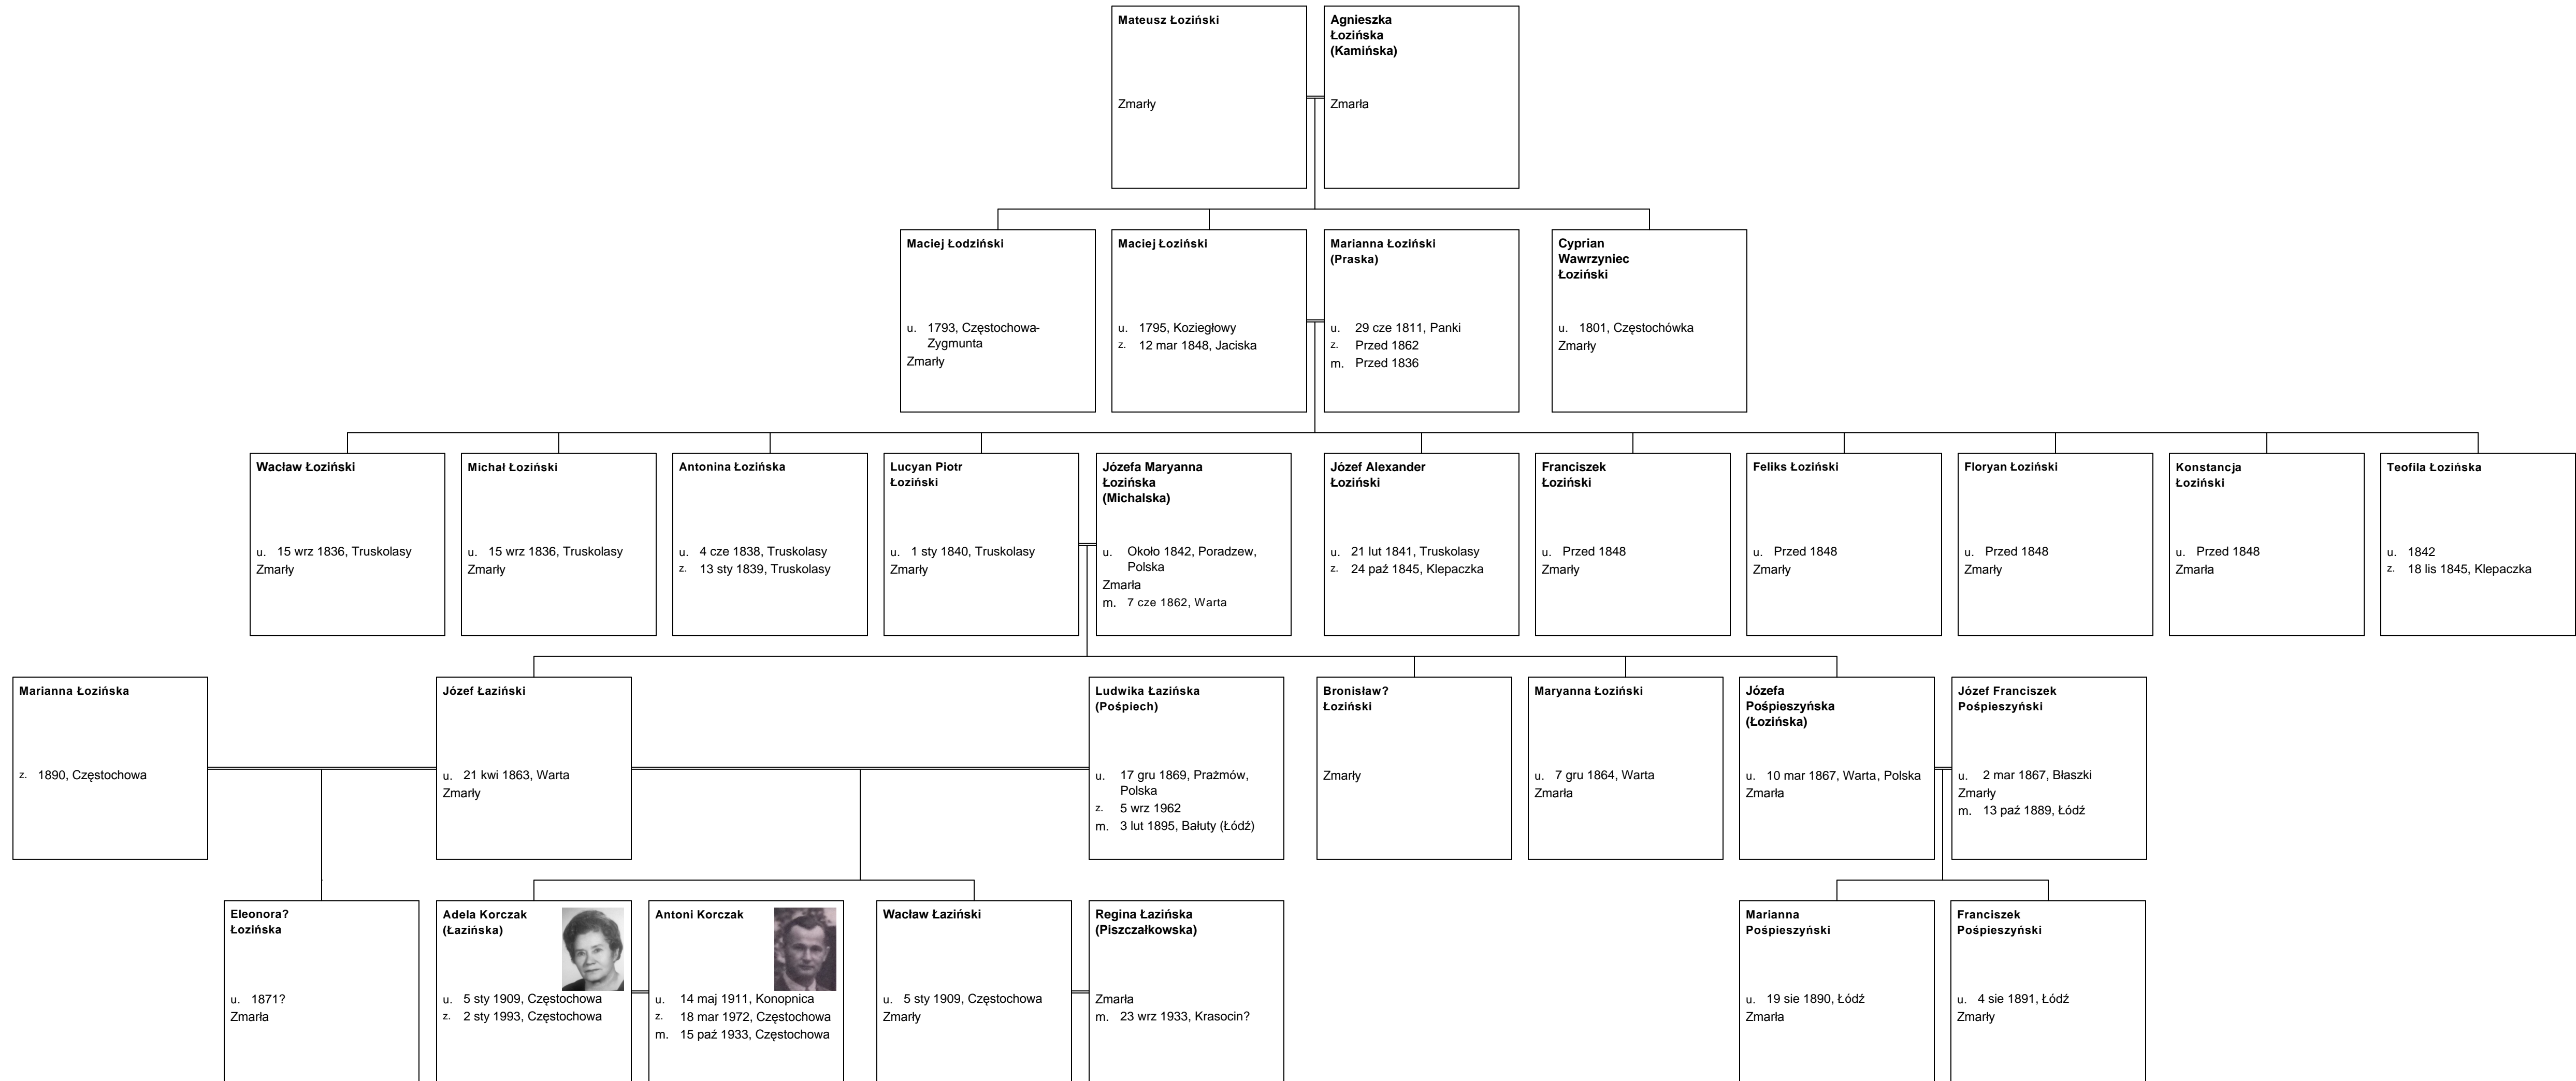 Mateusz Łoziński
Zmarły
Agnieszka
Łozińska
(Kamińska)
Zmarła
Maciej Łodziński
u. 1793, Częstochowa-
Zygmunta
Zmarły
Maciej Łoziński
u. 1795, Koziegłowy
z. 12 mar 1848, Jaciska
Marianna Łoziński
(Praska)
u. 29 cze 1811, Panki
z. Przed 1862
m. Przed 1836
Cyprian
Wawrzyniec
Łoziński
u. 1801, Częstochówka
Zmarły
Wacław Łoziński
u. 15 wrz 1836, Truskolasy
Zmarły
Michał Łoziński
u. 15 wrz 1836, Truskolasy
Zmarły
Antonina Łozińska
u. 4 cze 1838, Truskolasy
z. 13 sty 1839, Truskolasy
Lucyan Piotr
Łoziński
u. 1 sty 1840, Truskolasy
Zmarły
Józefa Maryanna
Łozińska
(Michalska)
u. Około 1842, Poradzew,
Polska
Zmarła
m. 7 cze 1862, Warta
Józef Alexander
Łoziński
u. 21 lut 1841, Truskolasy
z. 24 paź 1845, Klepaczka
Franciszek
Łoziński
u. Przed 1848
Zmarły
Feliks Łoziński
u. Przed 1848
Zmarły
Floryan Łoziński
u. Przed 1848
Zmarły
Konstancja
Łoziński
u. Przed 1848
Zmarła
Teofila Łozińska
u. 1842
z. 18 lis 1845, Klepaczka
Marianna Łozińska
z. 1890, Częstochowa
Józef Łaziński
u. 21 kwi 1863, Warta
Zmarły
Ludwika Łazińska
(Pośpiech)
u. 17 gru 1869, Prażmów,
Polska
z. 5 wrz 1962
m. 3 lut 1895, Bałuty (Łódź)
Bronisław?
Łoziński
Zmarły
Maryanna Łoziński
u. 7 gru 1864, Warta
Zmarła
Józefa
Pośpieszyńska
(Łozińska)
u. 10 mar 1867, Warta, Polska
Zmarła
Józef Franciszek
Pośpieszyński
u. 2 mar 1867, Błaszki
Zmarły
m. 13 paź 1889, Łódź
Eleonora?
Łozińska
u. 1871?
Zmarła
Adela Korczak
(Łazińska)
u. 5 sty 1909, Częstochowa
z. 2 sty 1993, Częstochowa
Antoni Korczak
u. 14 maj 1911, Konopnica
z. 18 mar 1972, Częstochowa
m. 15 paź 1933, Częstochowa
Wacław Łaziński
u. 5 sty 1909, Częstochowa
Zmarły
Regina Łazińska
(Piszczałkowska)
Zmarła
m. 23 wrz 1933, Krasocin?
Marianna
Pośpieszyński
u. 19 sie 1890, Łódź
Zmarła
Franciszek
Pośpieszyński
u. 4 sie 1891, Łódź
Zmarły